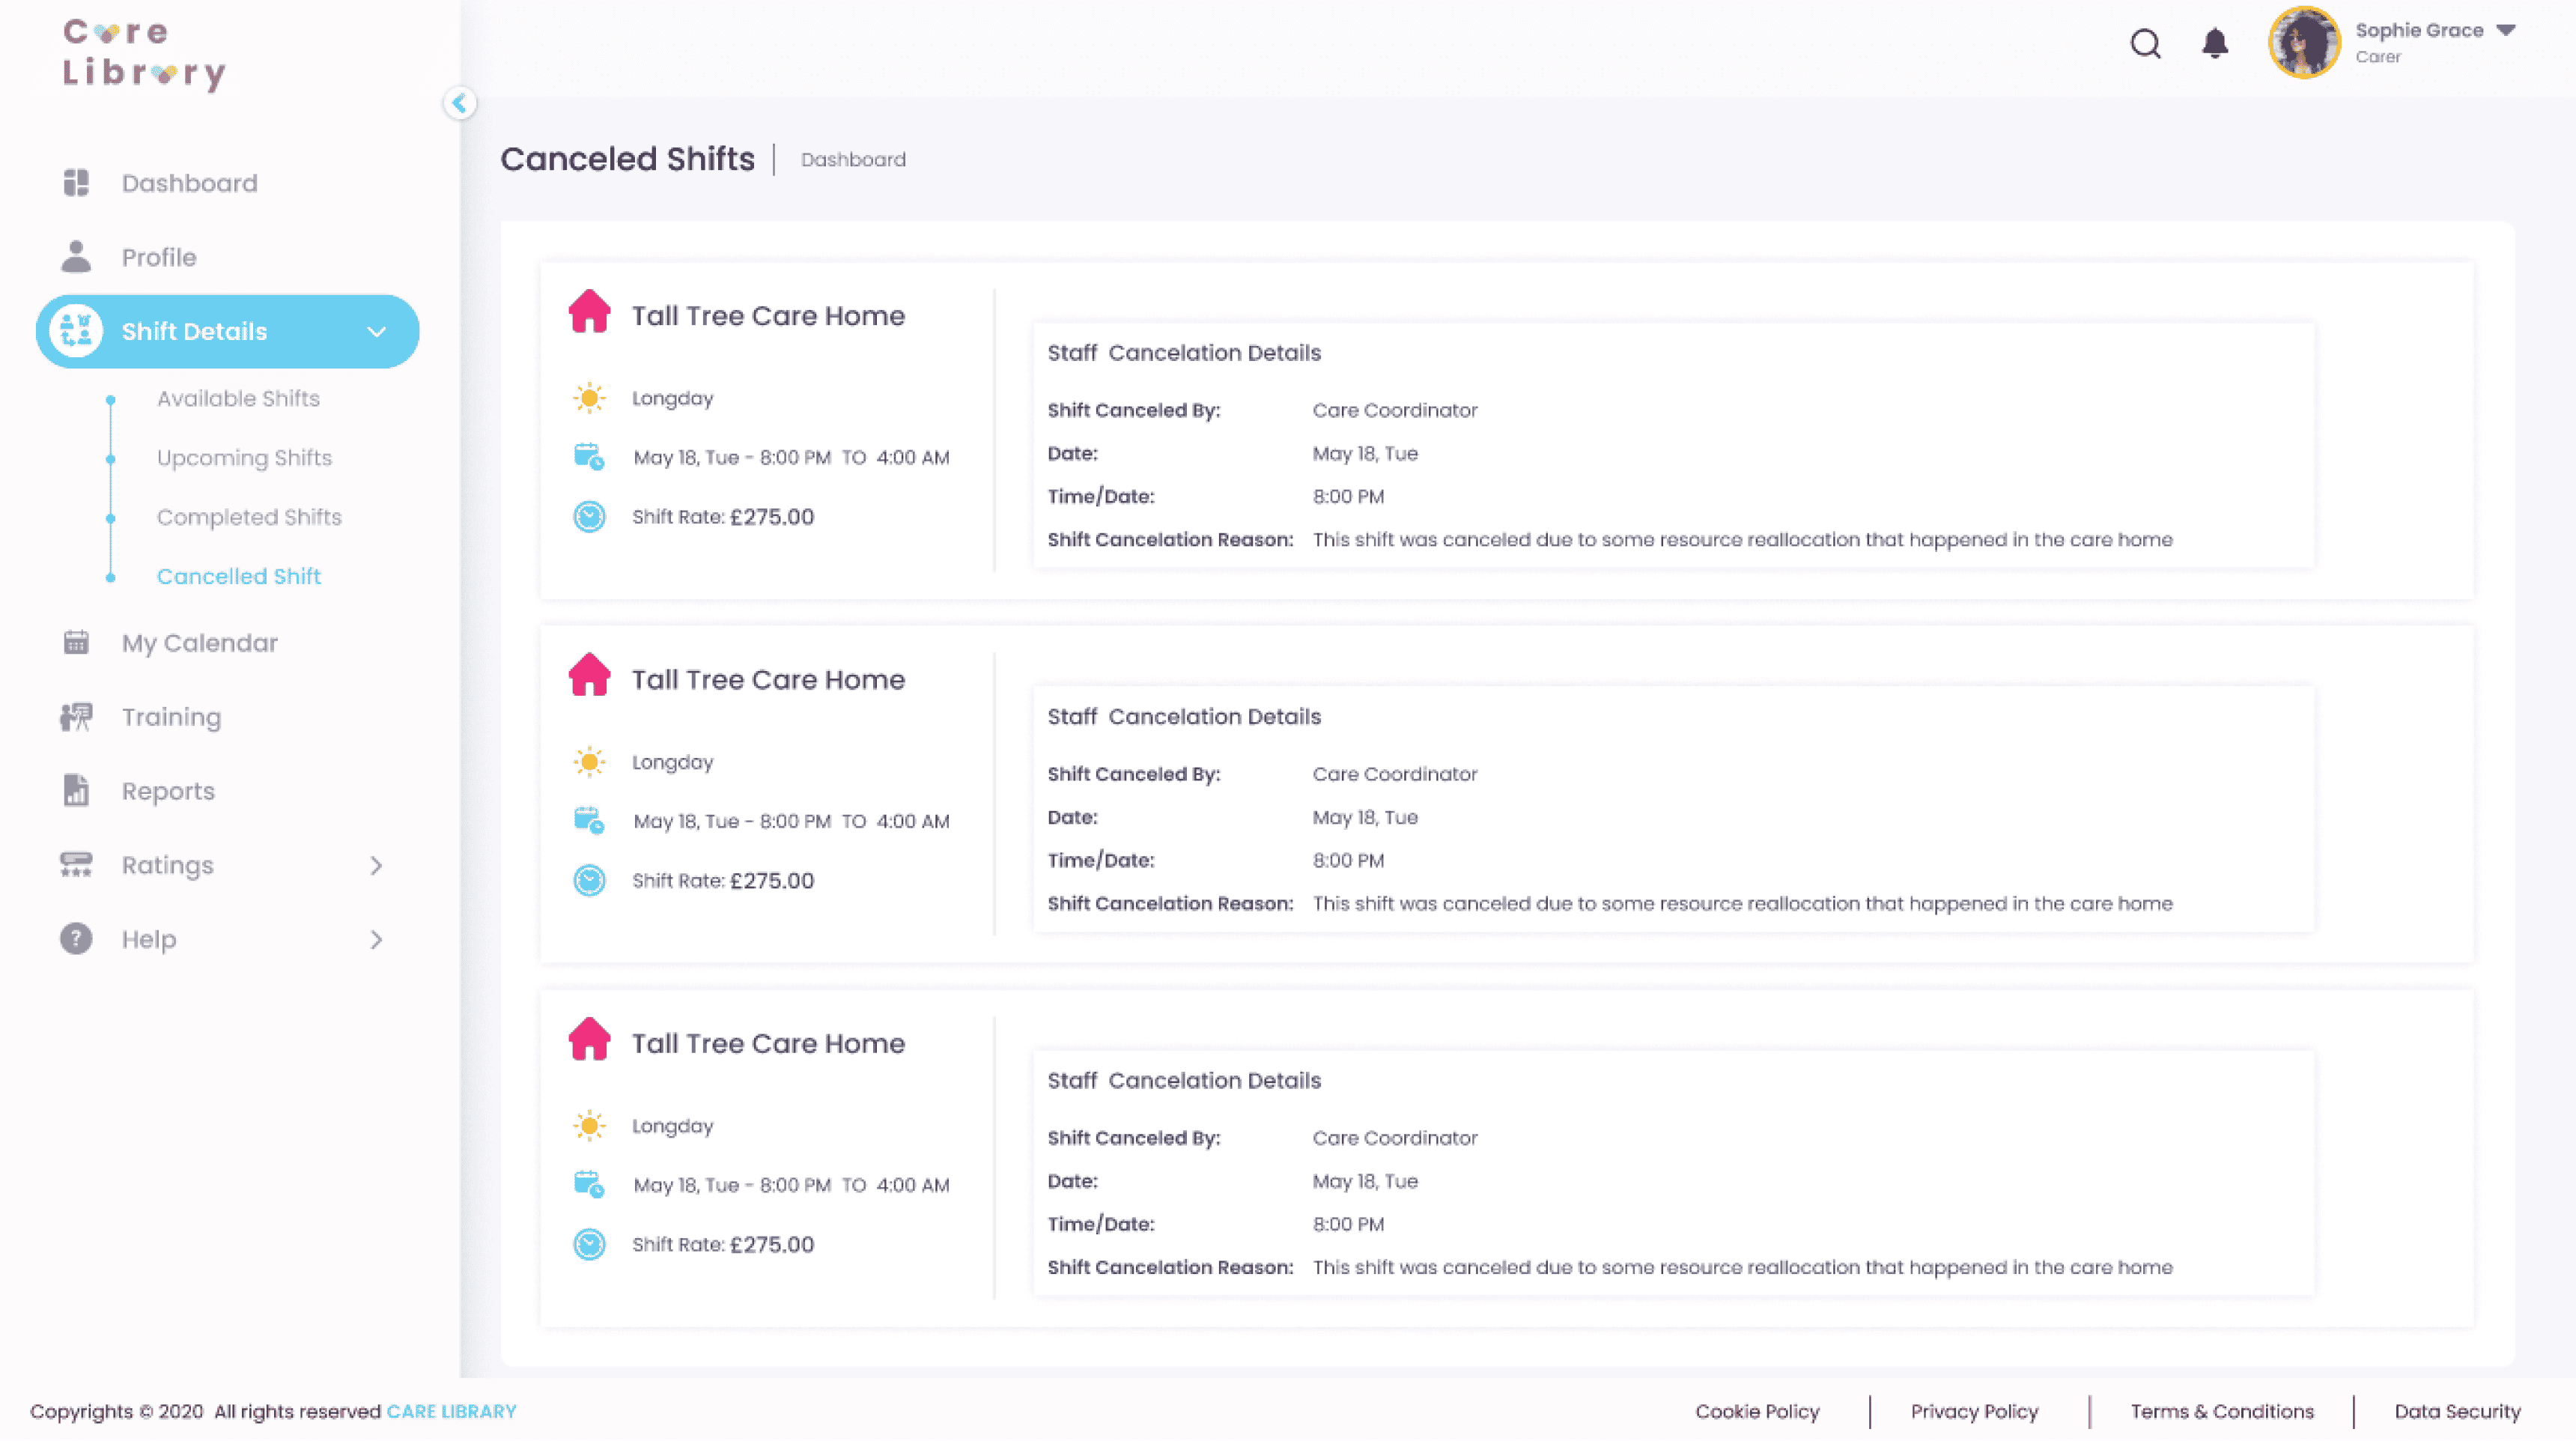 Care
Library
Sophie Grace
Carer
Canceled Shifts
Dashboard
Dashboard
Profile
Shift Details
Available Shifts
Upcoming Shifts
Completed Shifts
Cancelled Shift
My Calendar
Training
Reports
Ratings
Help
Tall Tree Care Home
Longday
May 18, Tue - 8:00 PM TO 4:00 AM
Shift Rate: £275.00
Staff Cancelation Details
Shift Canceled By: Care Coordinator
Date: May 18, Tue
Time/Date: 8:00 PM
Shift Cancelation Reason: This shift was canceled due to some resource reallocation that happened in the care home
Tall Tree Care Home
Longday
May 18, Tue - 8:00 PM TO 4:00 AM
Shift Rate: £275.00
Staff Cancelation Details
Shift Canceled By: Care Coordinator
Date: May 18, Tue
Time/Date: 8:00 PM
Shift Cancelation Reason: This shift was canceled due to some resource reallocation that happened in the care home
Tall Tree Care Home
Longday
May 18, Tue - 8:00 PM TO 4:00 AM
Shift Rate: £275.00
Staff Cancelation Details
Shift Canceled By: Care Coordinator
Date: May 18, Tue
Time/Date: 8:00 PM
Shift Cancelation Reason: This shift was canceled due to some resource reallocation that happened in the care home
Copyrights © 2020 All rights reserved CARE LIBRARY
Cookie Policy
Privacy Policy
Terms & Conditions
Data Security